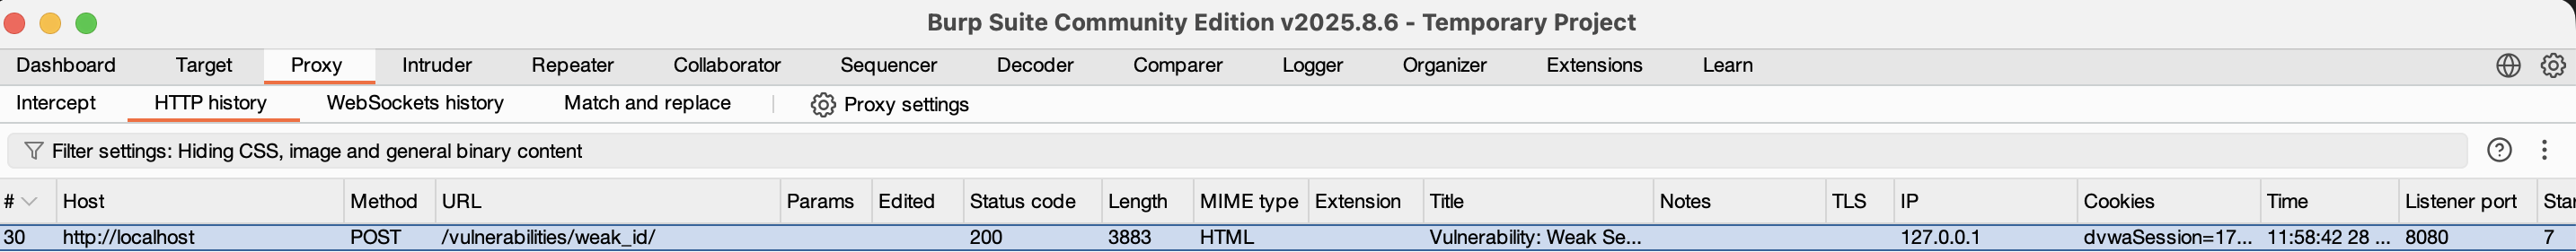 Burp Suite Community Edition v2025.8.6 - Temporary Project
Dashboard Target Proxy Intruder Repeater Collaborator Sequencer Decoder Comparer Logger Organizer Extensions Learn
Intercept HTTP history WebSockets history Match and replace Proxy settings
Filter settings: Hiding CSS, image and general binary content
# Host Method URL Params Edited Status code Length MIME type Extension Title Notes TLS IP Cookies Time Listener port Star
30 http://localhost POST /vulnerabilities/weak_id/ 200 3883 HTML Vulnerability: Weak Se... 127.0.0.1 dvwaSession=17... 11:58:42 28 ... 8080 7